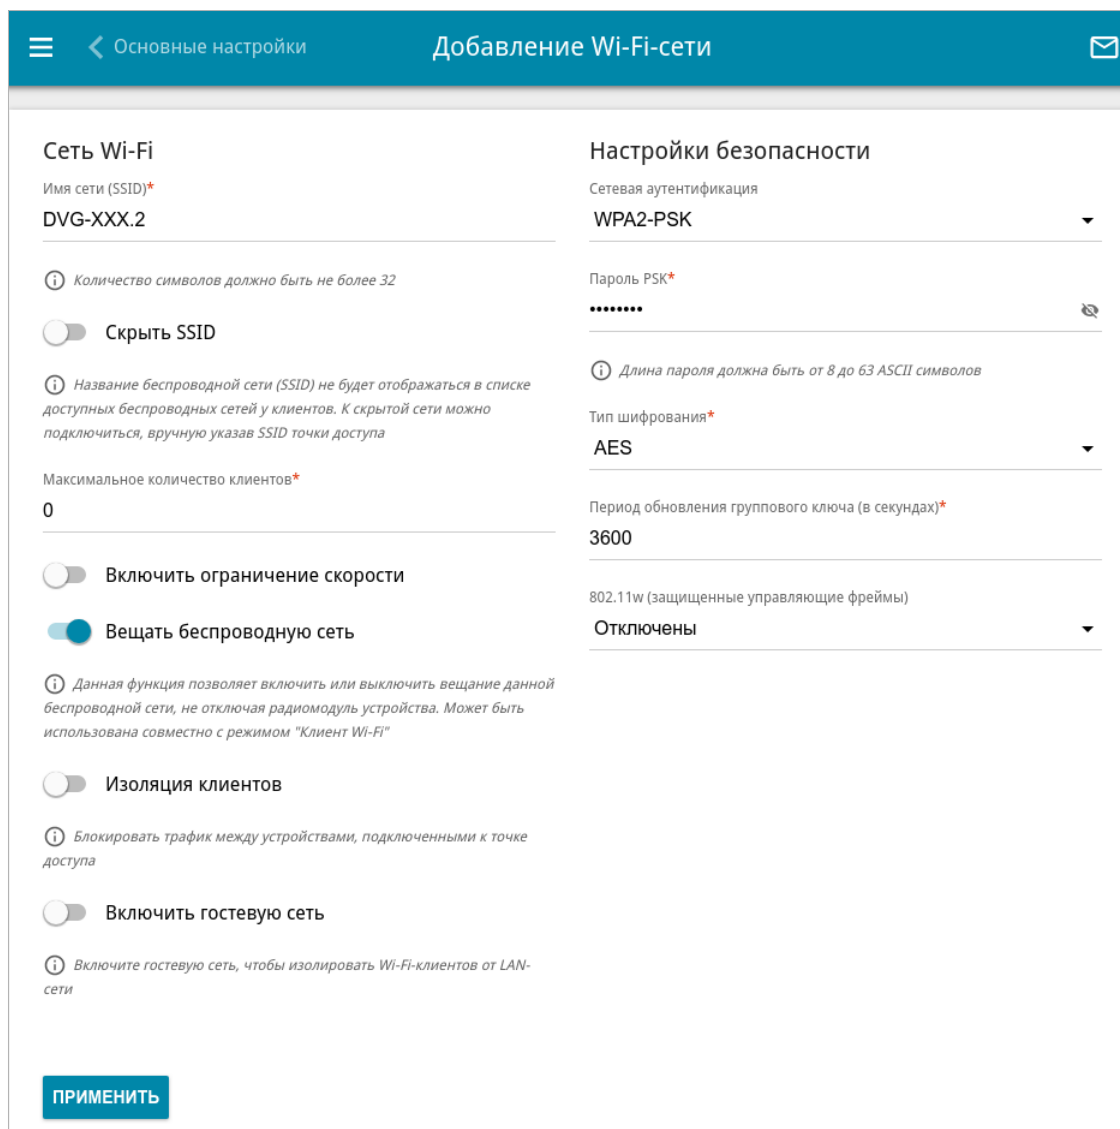 Основные настройки
Добавление Wi-Fi-сети
Сеть Wi-Fi
Имя сети (SSID)*
DVG-XXX.2
Количество символов должно быть не более 32
Скрыть SSID
Название беспроводной сети (SSID) не будет отображаться в списке
доступных беспроводных сетей у клиентов. К скрытой сети можно
подключиться, вручную указав SSID точки доступа
Максимальное количество клиентов*
0
Включить ограничение скорости
Вещать беспроводную сеть
Данная функция позволяет включить или выключить вещание данной
беспроводной сети, не отключая радиомодуль устройства. Может быть
использована совместно с режимом "Клиент Wi-Fi"
Изоляция клиентов
Блокировать трафик между устройствами, подключенными к точке
доступа
Включить гостевую сеть
Включите гостевую сеть, чтобы изолировать Wi-Fi-клиентов от LAN-
сети
ПРИМЕНИТЬ
Настройки безопасности
Сетевая аутентификация
WPA2-PSK
Пароль PSK*
••••••••
Длина пароля должна быть от 8 до 63 ASCII символов
Тип шифрования*
AES
Период обновления группового ключа (в секундах)*
3600
802.11w (защищенные управляющие фреймы)
Отключены